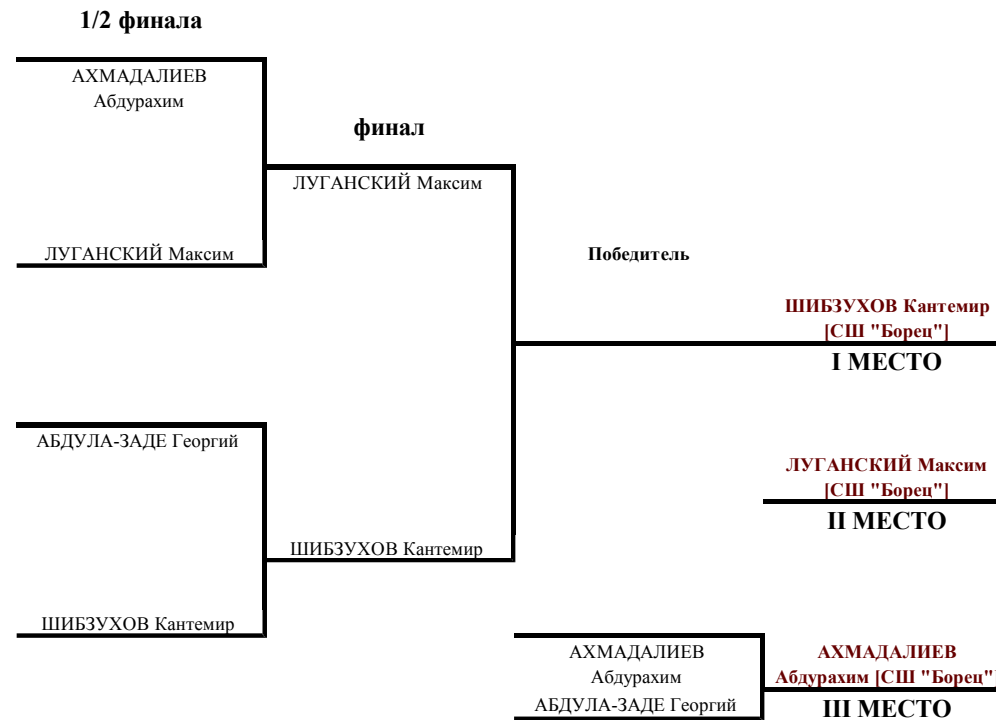 1/2 финала
АХМАДАЛИЕВ
Абдурахим
финал
ЛУГАНСКИЙ Максим
ЛУГАНСКИЙ Максим
Победитель
ШИБЗУХОВ Кантемир
[СШ "Борец"]
I МЕСТО
АБДУЛА-ЗАДЕ Георгий
ЛУГАНСКИЙ Максим
[СШ "Борец"]
II МЕСТО
ШИБЗУХОВ Кантемир
ШИБЗУХОВ Кантемир
АХМАДАЛИЕВ
Абдурахим
АБДУЛА-ЗАДЕ Георгий
АХМАДАЛИЕВ
Абдурахим [СШ "Борец"]
III МЕСТО